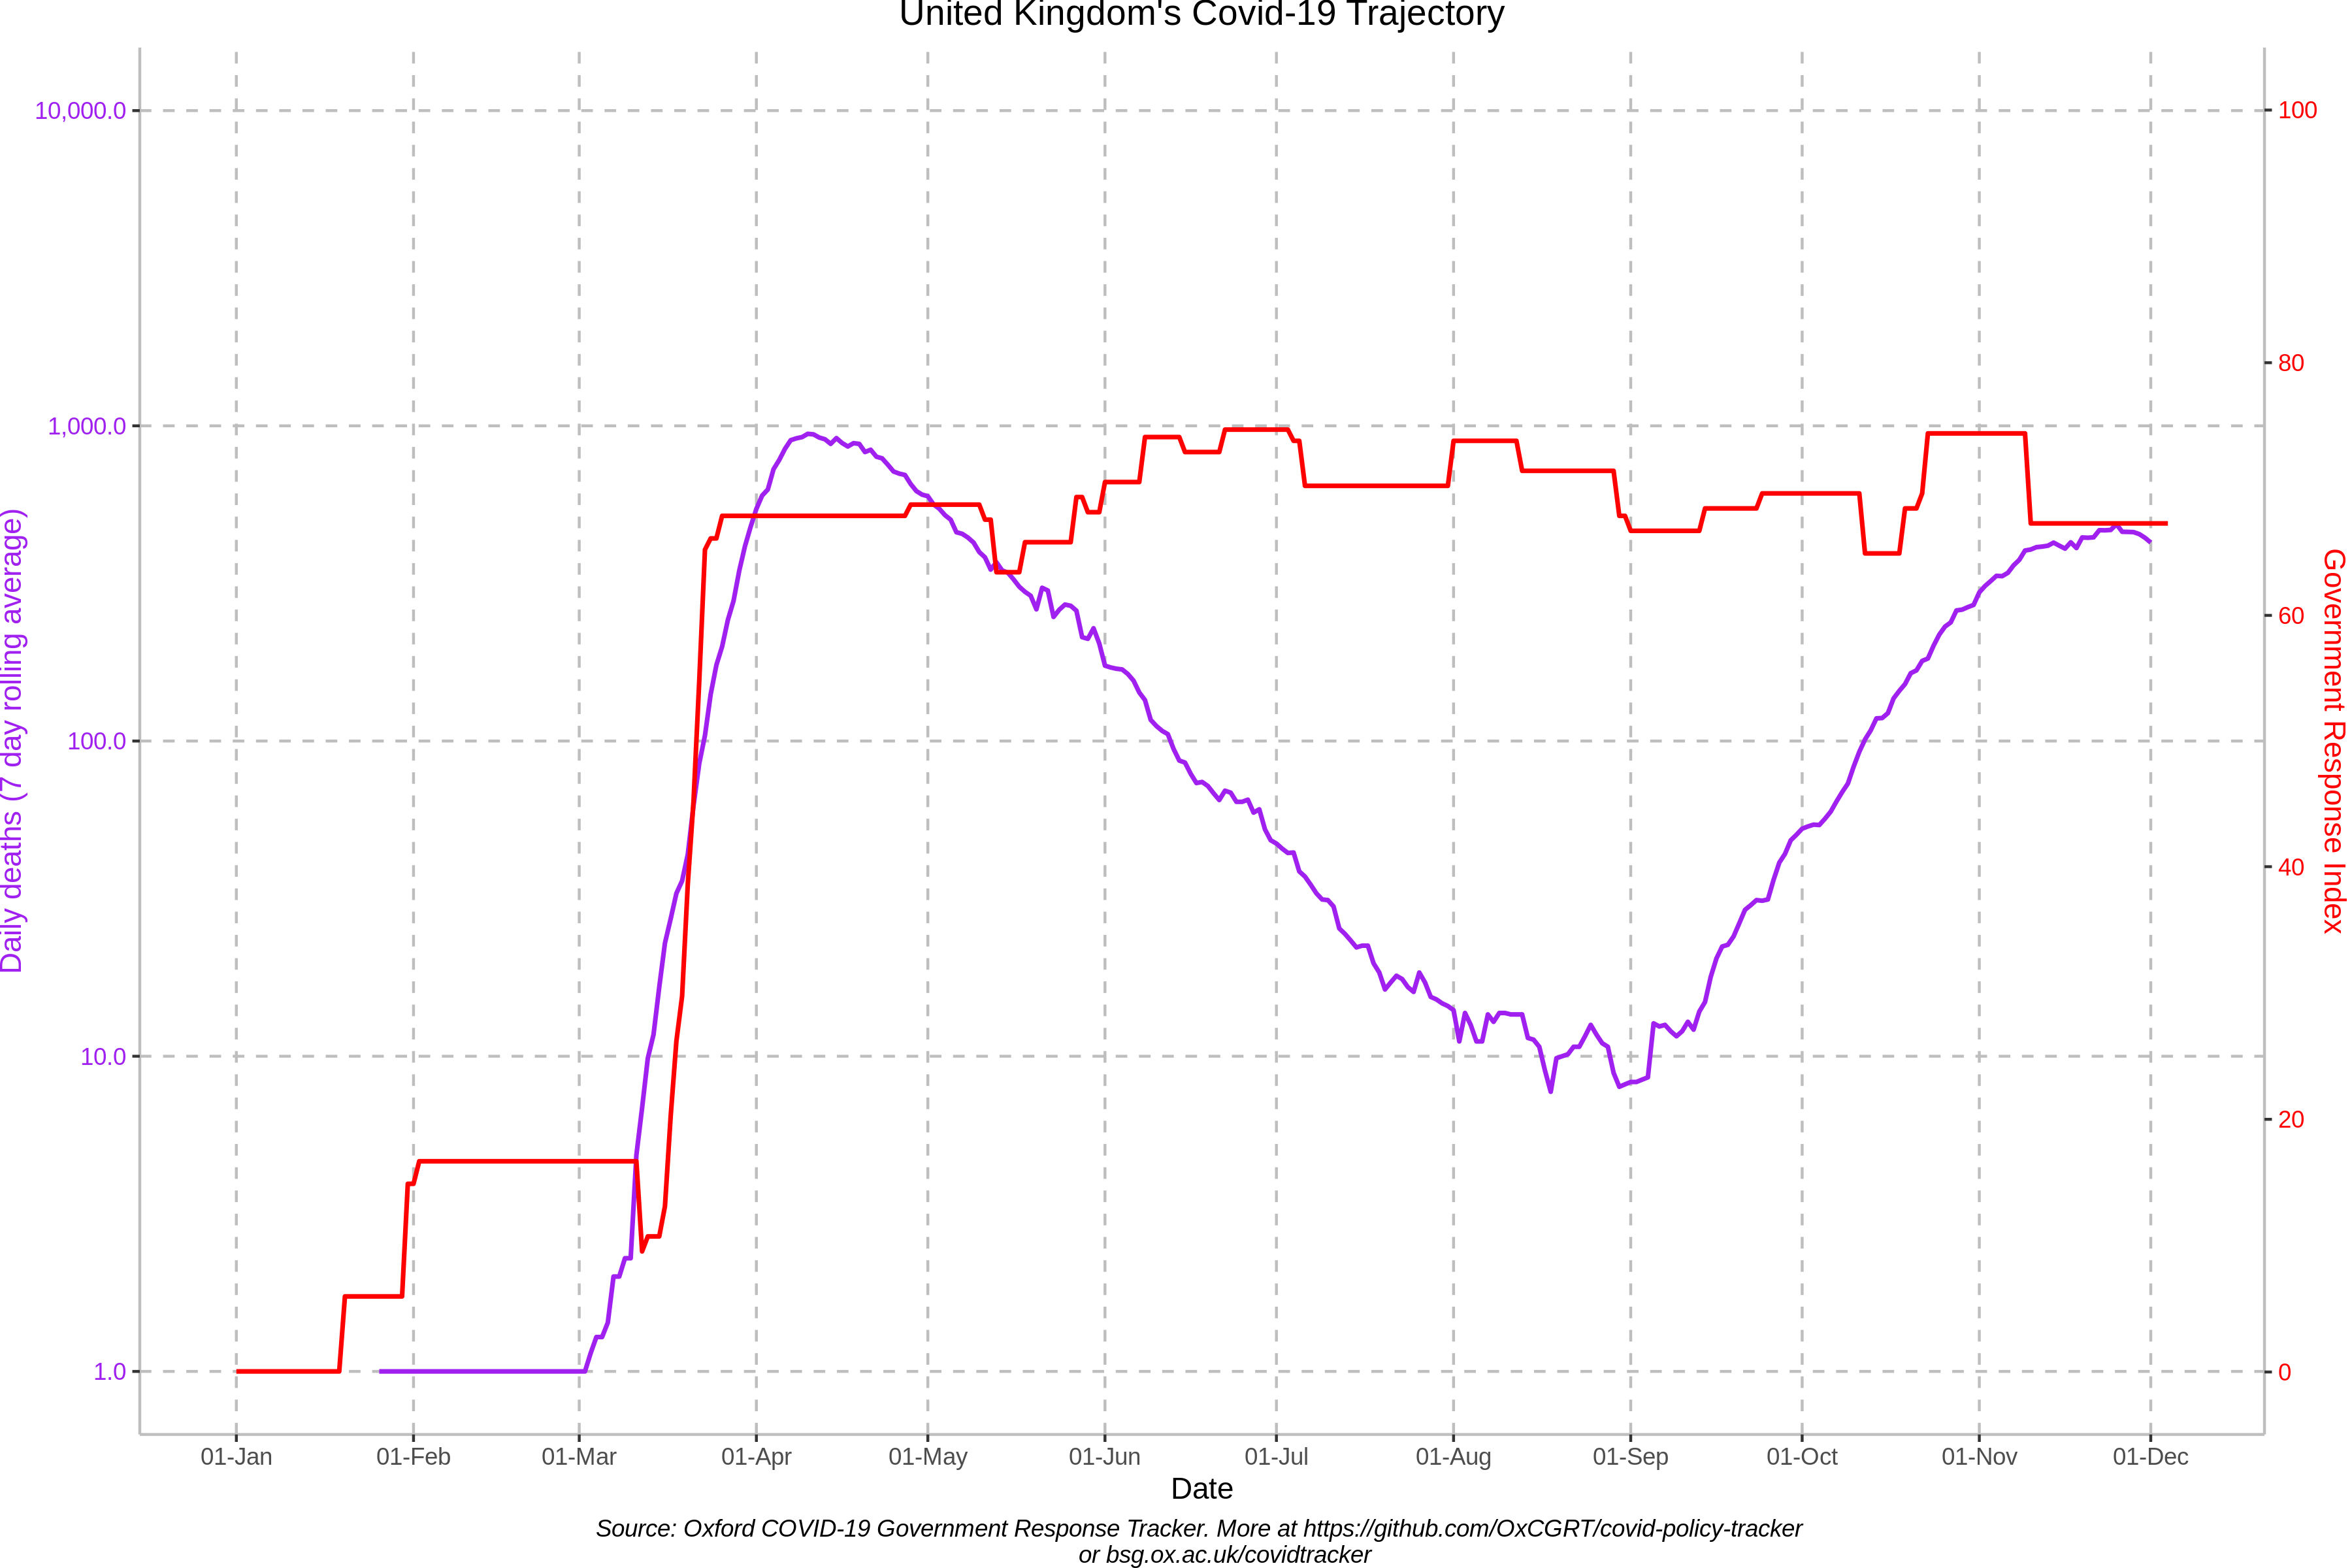 United Kingdom's Covid-19 Trajectory
10,000.0
1,000.0
100.0
10.0
1.0
Daily deaths (7 day rolling average)
100
80
60
40
20
0
Government Response Index
01-Jan 01-Feb 01-Mar 01-Apr 01-May 01-Jun 01-Jul 01-Aug 01-Sep 01-Oct 01-Nov 01-Dec
Date
Source: Oxford COVID-19 Government Response Tracker. More at https://github.com/OxCGRT/covid-policy-tracker
or bsg.ox.ac.uk/covidtracker